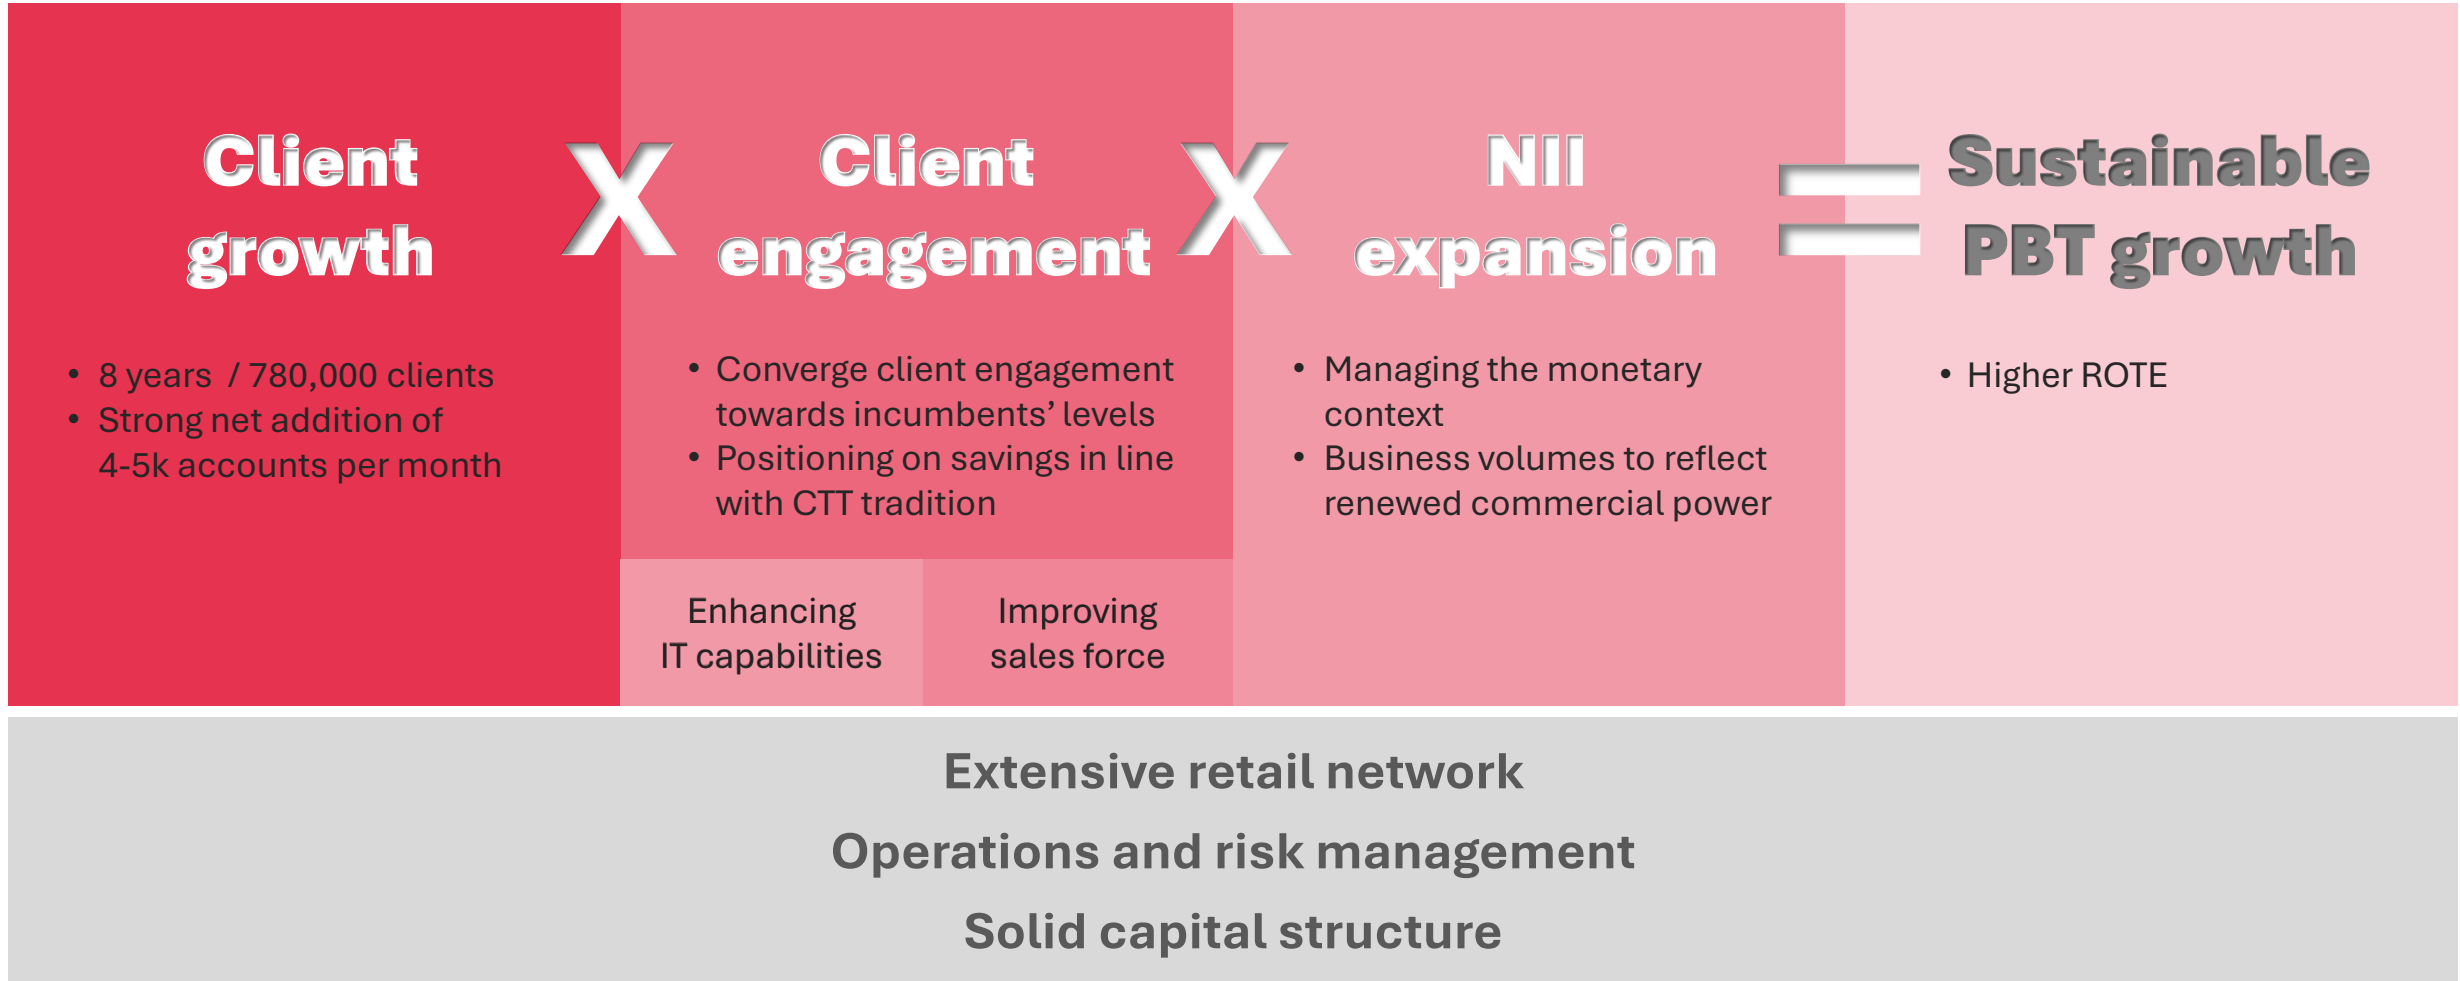 Client
growth
X
Client
engagement
X
NII
expansion
=
Sustainable
PBT growth
• 8 years / 780,000 clients
• Strong net addition of
4-5k accounts per month
• Converge client engagement
towards incumbents’ levels
• Positioning on savings in line
with CTT tradition
Enhancing
IT capabilities
Improving
sales force
• Managing the monetary
context
• Business volumes to reflect
renewed commercial power
• Higher ROTE
Extensive retail network
Operations and risk management
Solid capital structure